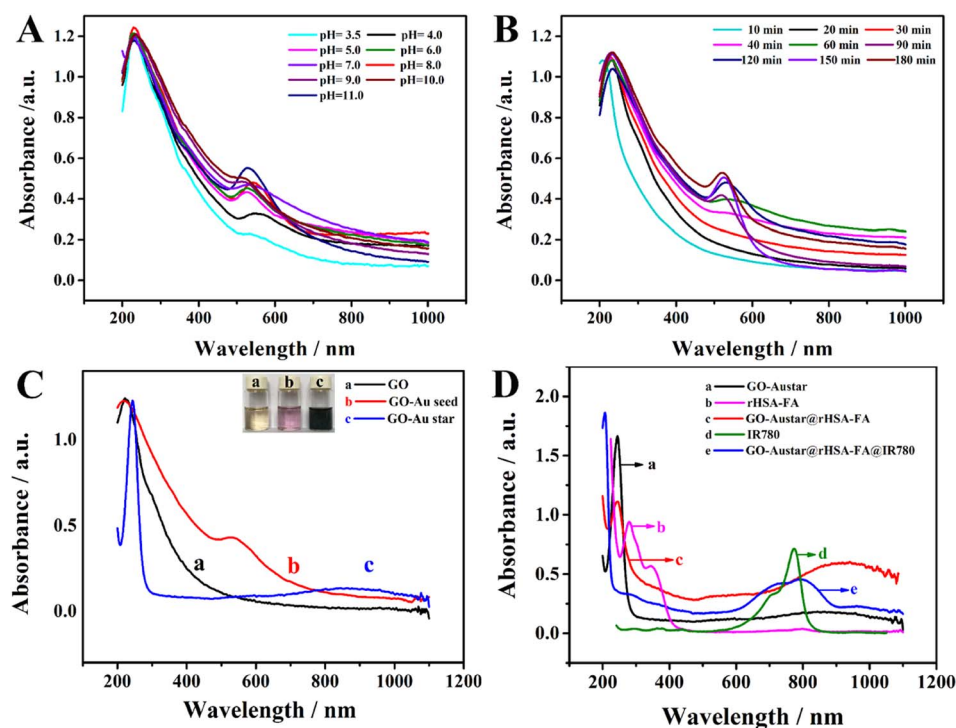 A
pH= 3.5 pH= 4.0
pH= 5.0 pH= 6.0
pH= 7.0 pH= 8.0
pH= 9.0 pH=10.0
pH=11.0
1.2
1.0
0.8
0.6
0.4
0.2
0.0
Absorbance /a.u.
200 400 600 800 1000
Wavelength / nm
B
10 min 20 min 30 min
40 min 60 min 90 min
120 min 150 min 180 min
1.2
1.0
0.8
0.6
0.4
0.2
0.0
Absorbance /a.u.
200 400 600 800 1000
Wavelength / nm
C
a b c
a GO
b GO-Au seed
c GO-Au star
1.0
0.5
0.0
a b c
Absorbance / a.u.
200 400 600 800 1000 1200
Wavelength / nm
D
a GO-Austar
b rHSA-FA
c GO-Austar@rHSA-FA
d IR780
e GO-Austar@rHSA-FA@IR780
2.0
1.5
1.0
0.5
0.0
a
b
c
d
e
Absorbance / a.u.
200 400 600 800 1000 1200
Wavelength / nm